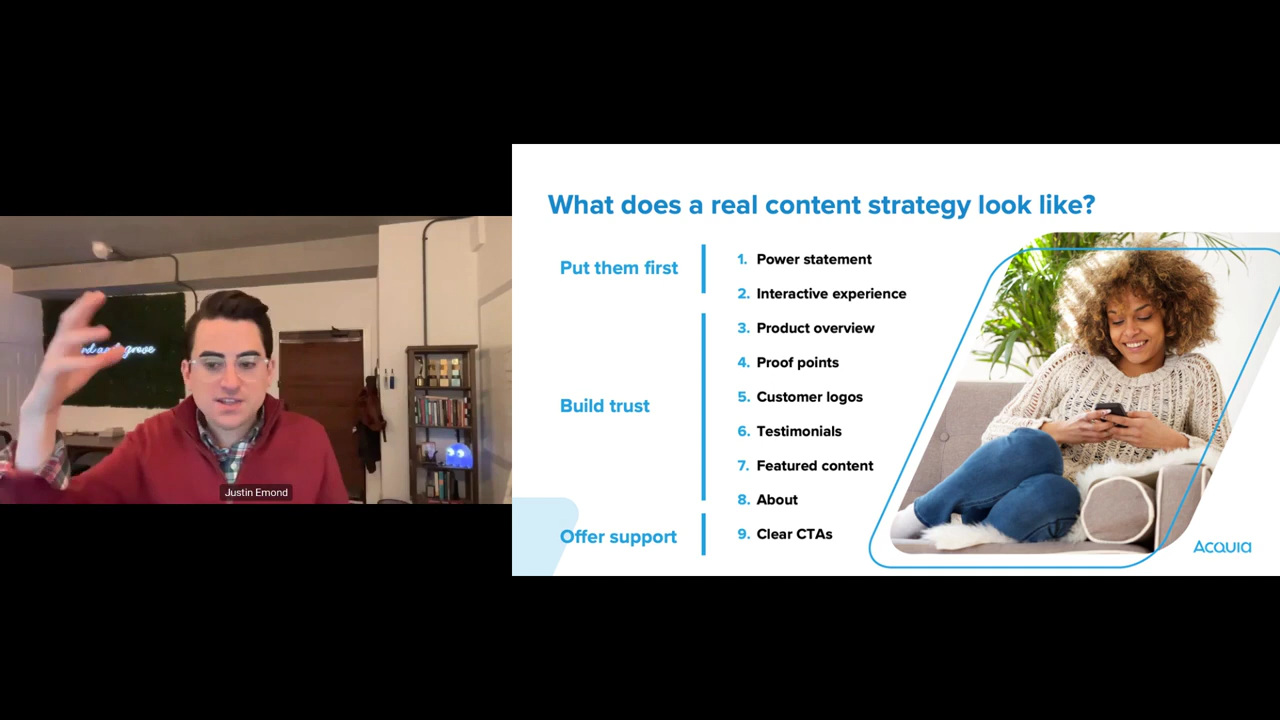 What does a real content strategy look like?
Put them first
1. Power statement
2. Interactive experience
Build trust
3. Product overview
4. Proof points
5. Customer logos
6. Testimonials
7. Featured content
8. About
Offer support
9. Clear CTAs
Acquia
Justin Emond